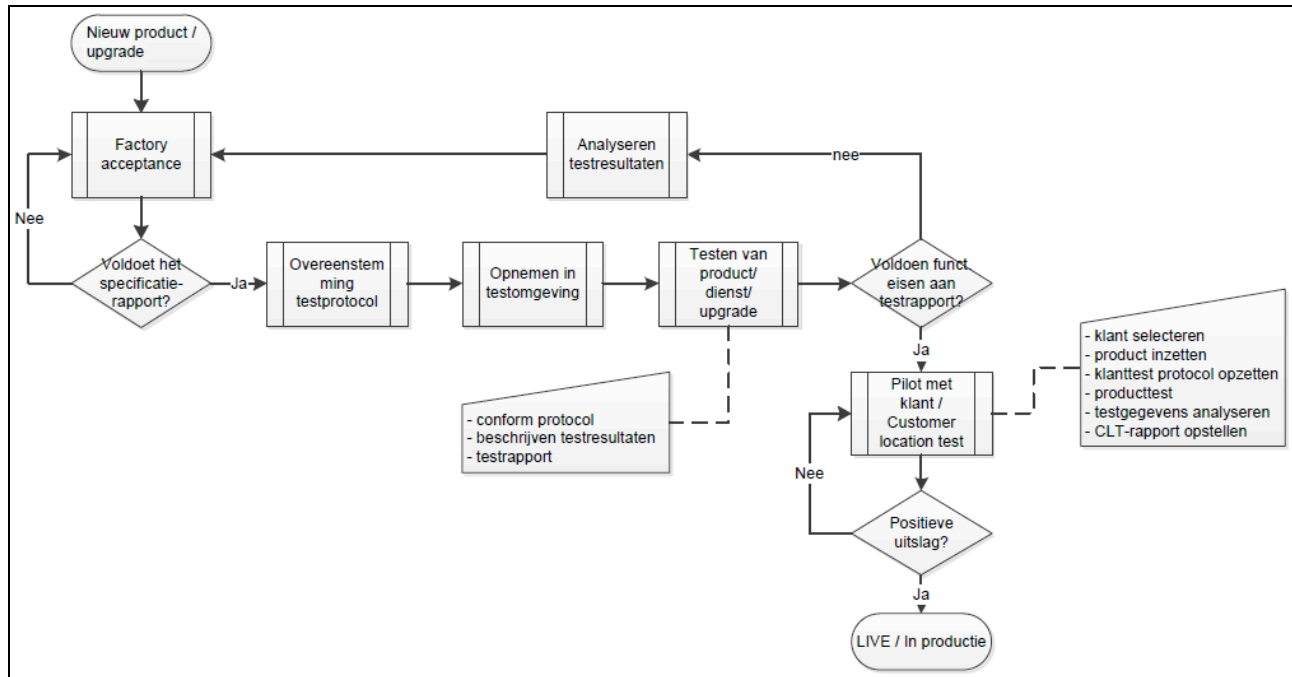 Nieuw product /
upgrade
Factory
acceptance
Analyseren
testresultaten
nee
Nee
Voldoet het
specificatie-
rapport?
Ja
Overeenstem
ming
testprotocol
Opnemen in
testomgeving
Testen van
product/
dienst/
upgrade
Voldoen funct.
eisen aan
testrapport?
Ja
- klant selecteren
- product inzetten
- klanttest protocol opzetten
- producttest
- testgegevens analyseren
- CLT-rapport opstellen
Pilot met
klant /
Customer
location test
- conform protocol
- beschrijven testresultaten
- testrapport
Nee
Positieve
uitslag?
Ja
LIVE / In productie